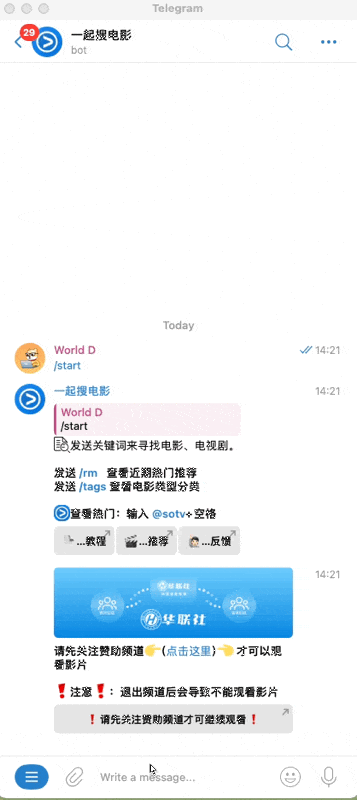 Telegram
29
一起搜电影
bot
Today
World D
14:21
/start
一起搜电影
14:21
World D
/start
发送关键词来寻找电影、电视剧。
发送 /rm 查看近期热门推荐
发送 /tags 查看电影类型分类
查看热门：输入 @sotv+空格
...教程
...推荐
...反馈
14:21
华联社
请先关注赞助频道👉(点击这里)👈才可以观
看影片
❗注意❗：退出频道后会导致不能观看影片
❗请先关注赞助频道才可继续观看❗
Write a message...